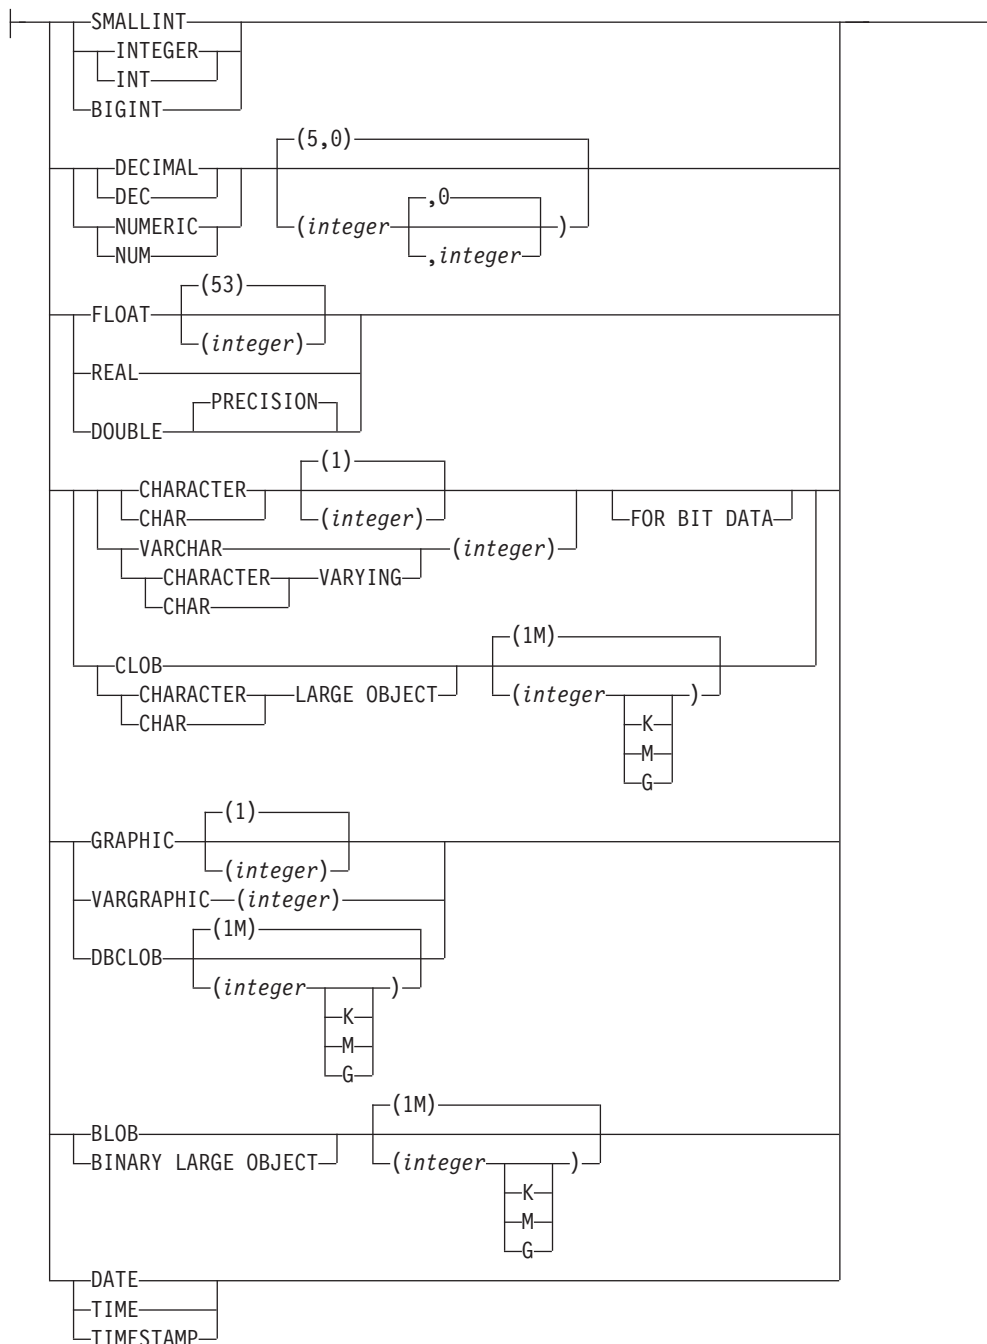 SMALLINT
INTEGER
INT
BIGINT
(5,0)
DECIMAL
DEC
,0
NUMERIC
(integer )
NUM
,integer
(53)
FLOAT
(integer)
REAL
PRECISION
DOUBLE
(1)
CHARACTER
CHAR
(integer)
FOR BIT DATA
VARCHAR
(integer)
CHARACTER
VARYING
CHAR
(1M)
CLOB
CHARACTER
LARGE OBJECT
(integer )
CHAR
K
M
G
(1)
GRAPHIC
(integer)
VARGRAPHIC (integer)
(1M)
DBCLOB
(integer )
K
M
G
(1M)
BLOB
BINARY LARGE OBJECT
(integer )
K
M
G
DATE
TIME
TIMESTAMP